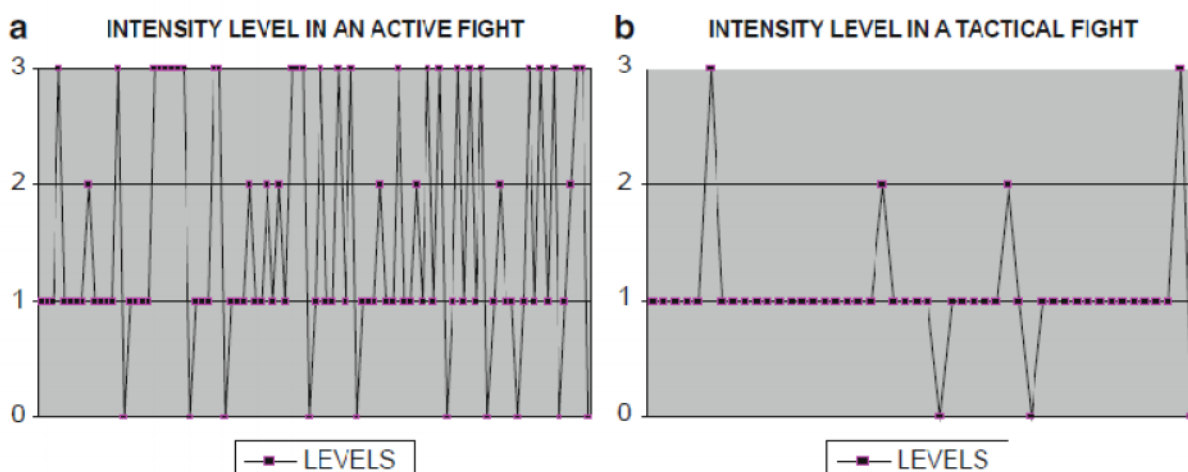 a INTENSITY LEVEL IN AN ACTIVE FIGHT
3
2
1
0
LEVELS
b INTENSITY LEVEL IN A TACTICAL FIGHT
3
2
1
0
LEVELS